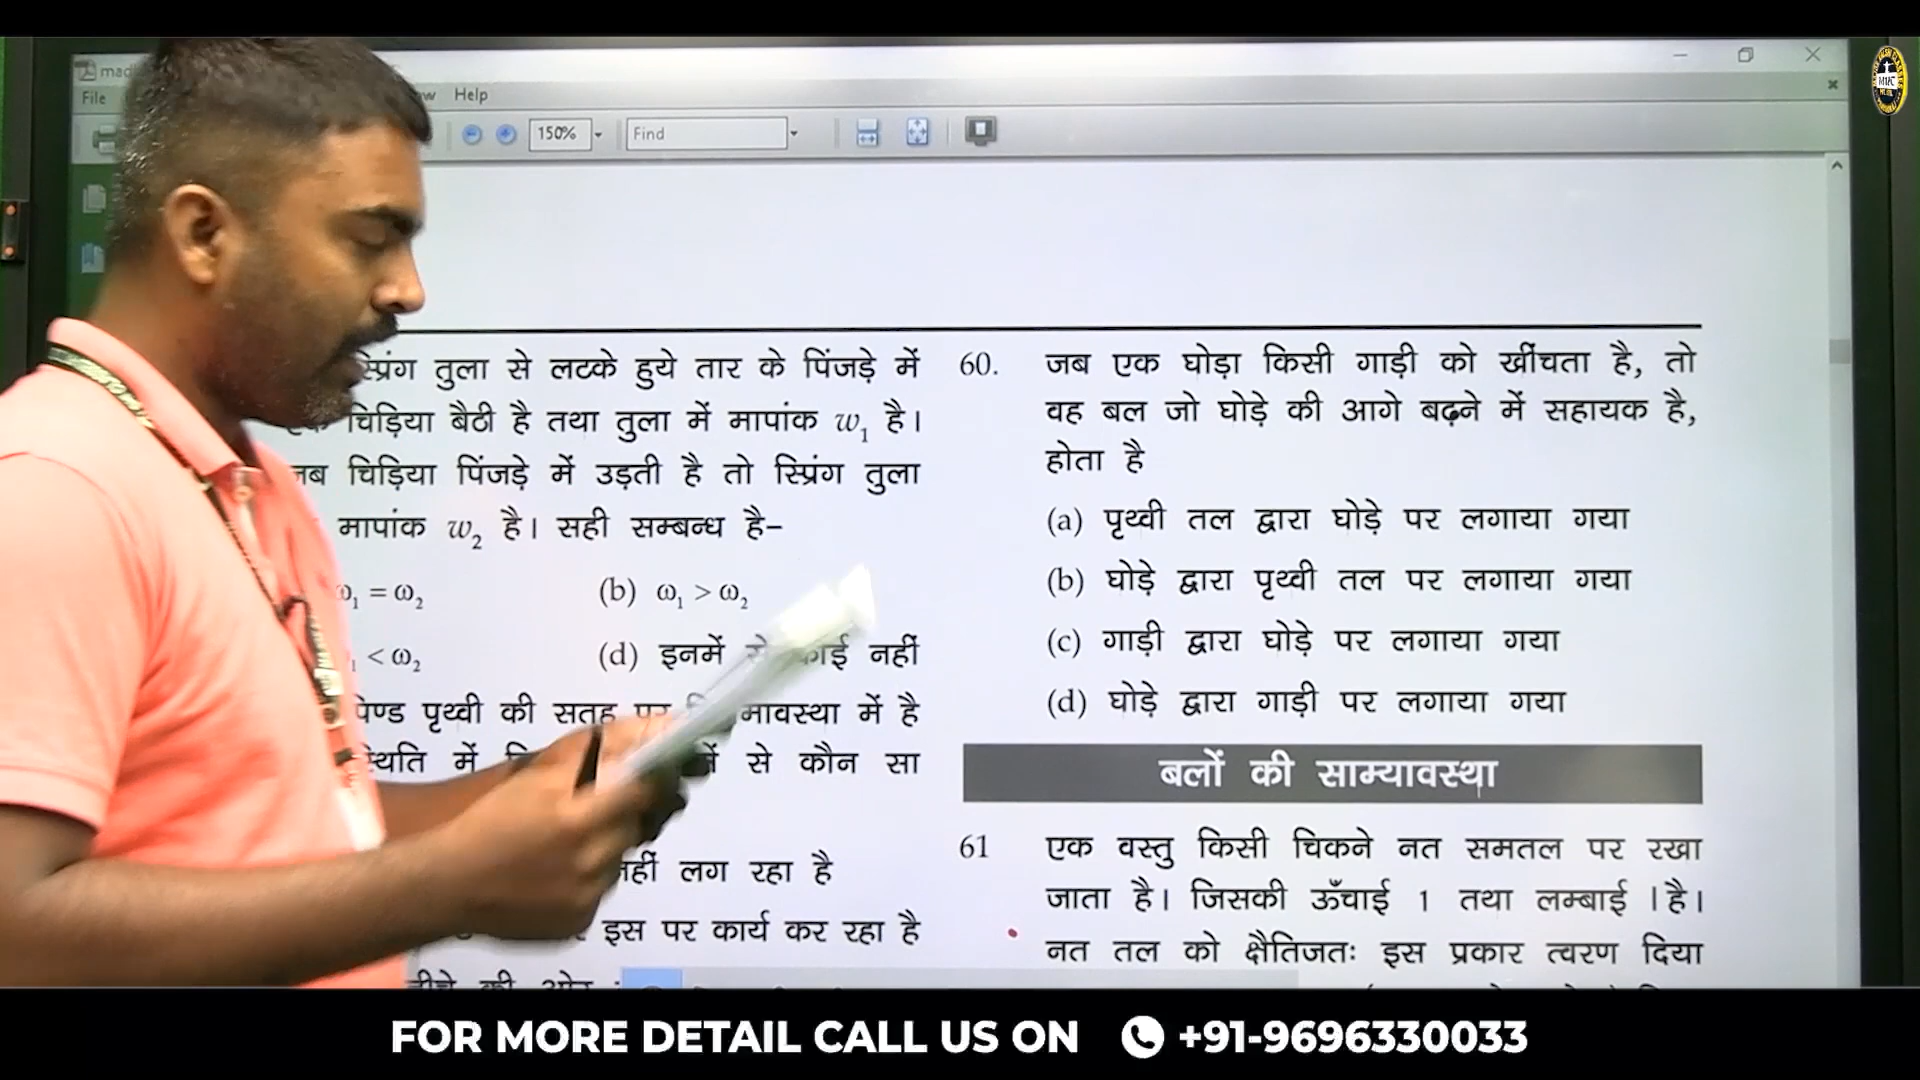 mad
File
Help
150%
Find
स्प्रिंग तुला से लटके हुये तार के पिंजड़े में
चिड़िया बैठी है तथा तुला में मापांक w₁ है।
जब चिड़िया पिंजड़े में उड़ती है तो स्प्रिंग तुला
मापांक w₂ है। सही सम्बन्ध है–
ω₁ = ω₂ (b) ω₁ > ω₂
₁ < ω₂ (d) इनमें से कोई नहीं
पिण्ड पृथ्वी की सतह पर विरामावस्था में है
स्थिति में से कौन सा
नहीं लग रहा है
इस पर कार्य कर रहा है
नीचे की ओर
60. जब एक घोड़ा किसी गाड़ी को खींचता है, तो
वह बल जो घोड़े की आगे बढ़ने में सहायक है,
होता है
(a) पृथ्वी तल द्वारा घोड़े पर लगाया गया
(b) घोड़े द्वारा पृथ्वी तल पर लगाया गया
(c) गाड़ी द्वारा घोड़े पर लगाया गया
(d) घोड़े द्वारा गाड़ी पर लगाया गया
बलों की साम्यावस्था
61 एक वस्तु किसी चिकने नत समतल पर रखा
जाता है। जिसकी ऊँचाई 1 तथा लम्बाई l है।
नत तल को क्षैतिजतः इस प्रकार त्वरण दिया
FOR MORE DETAIL CALL US ON +91-9696330033